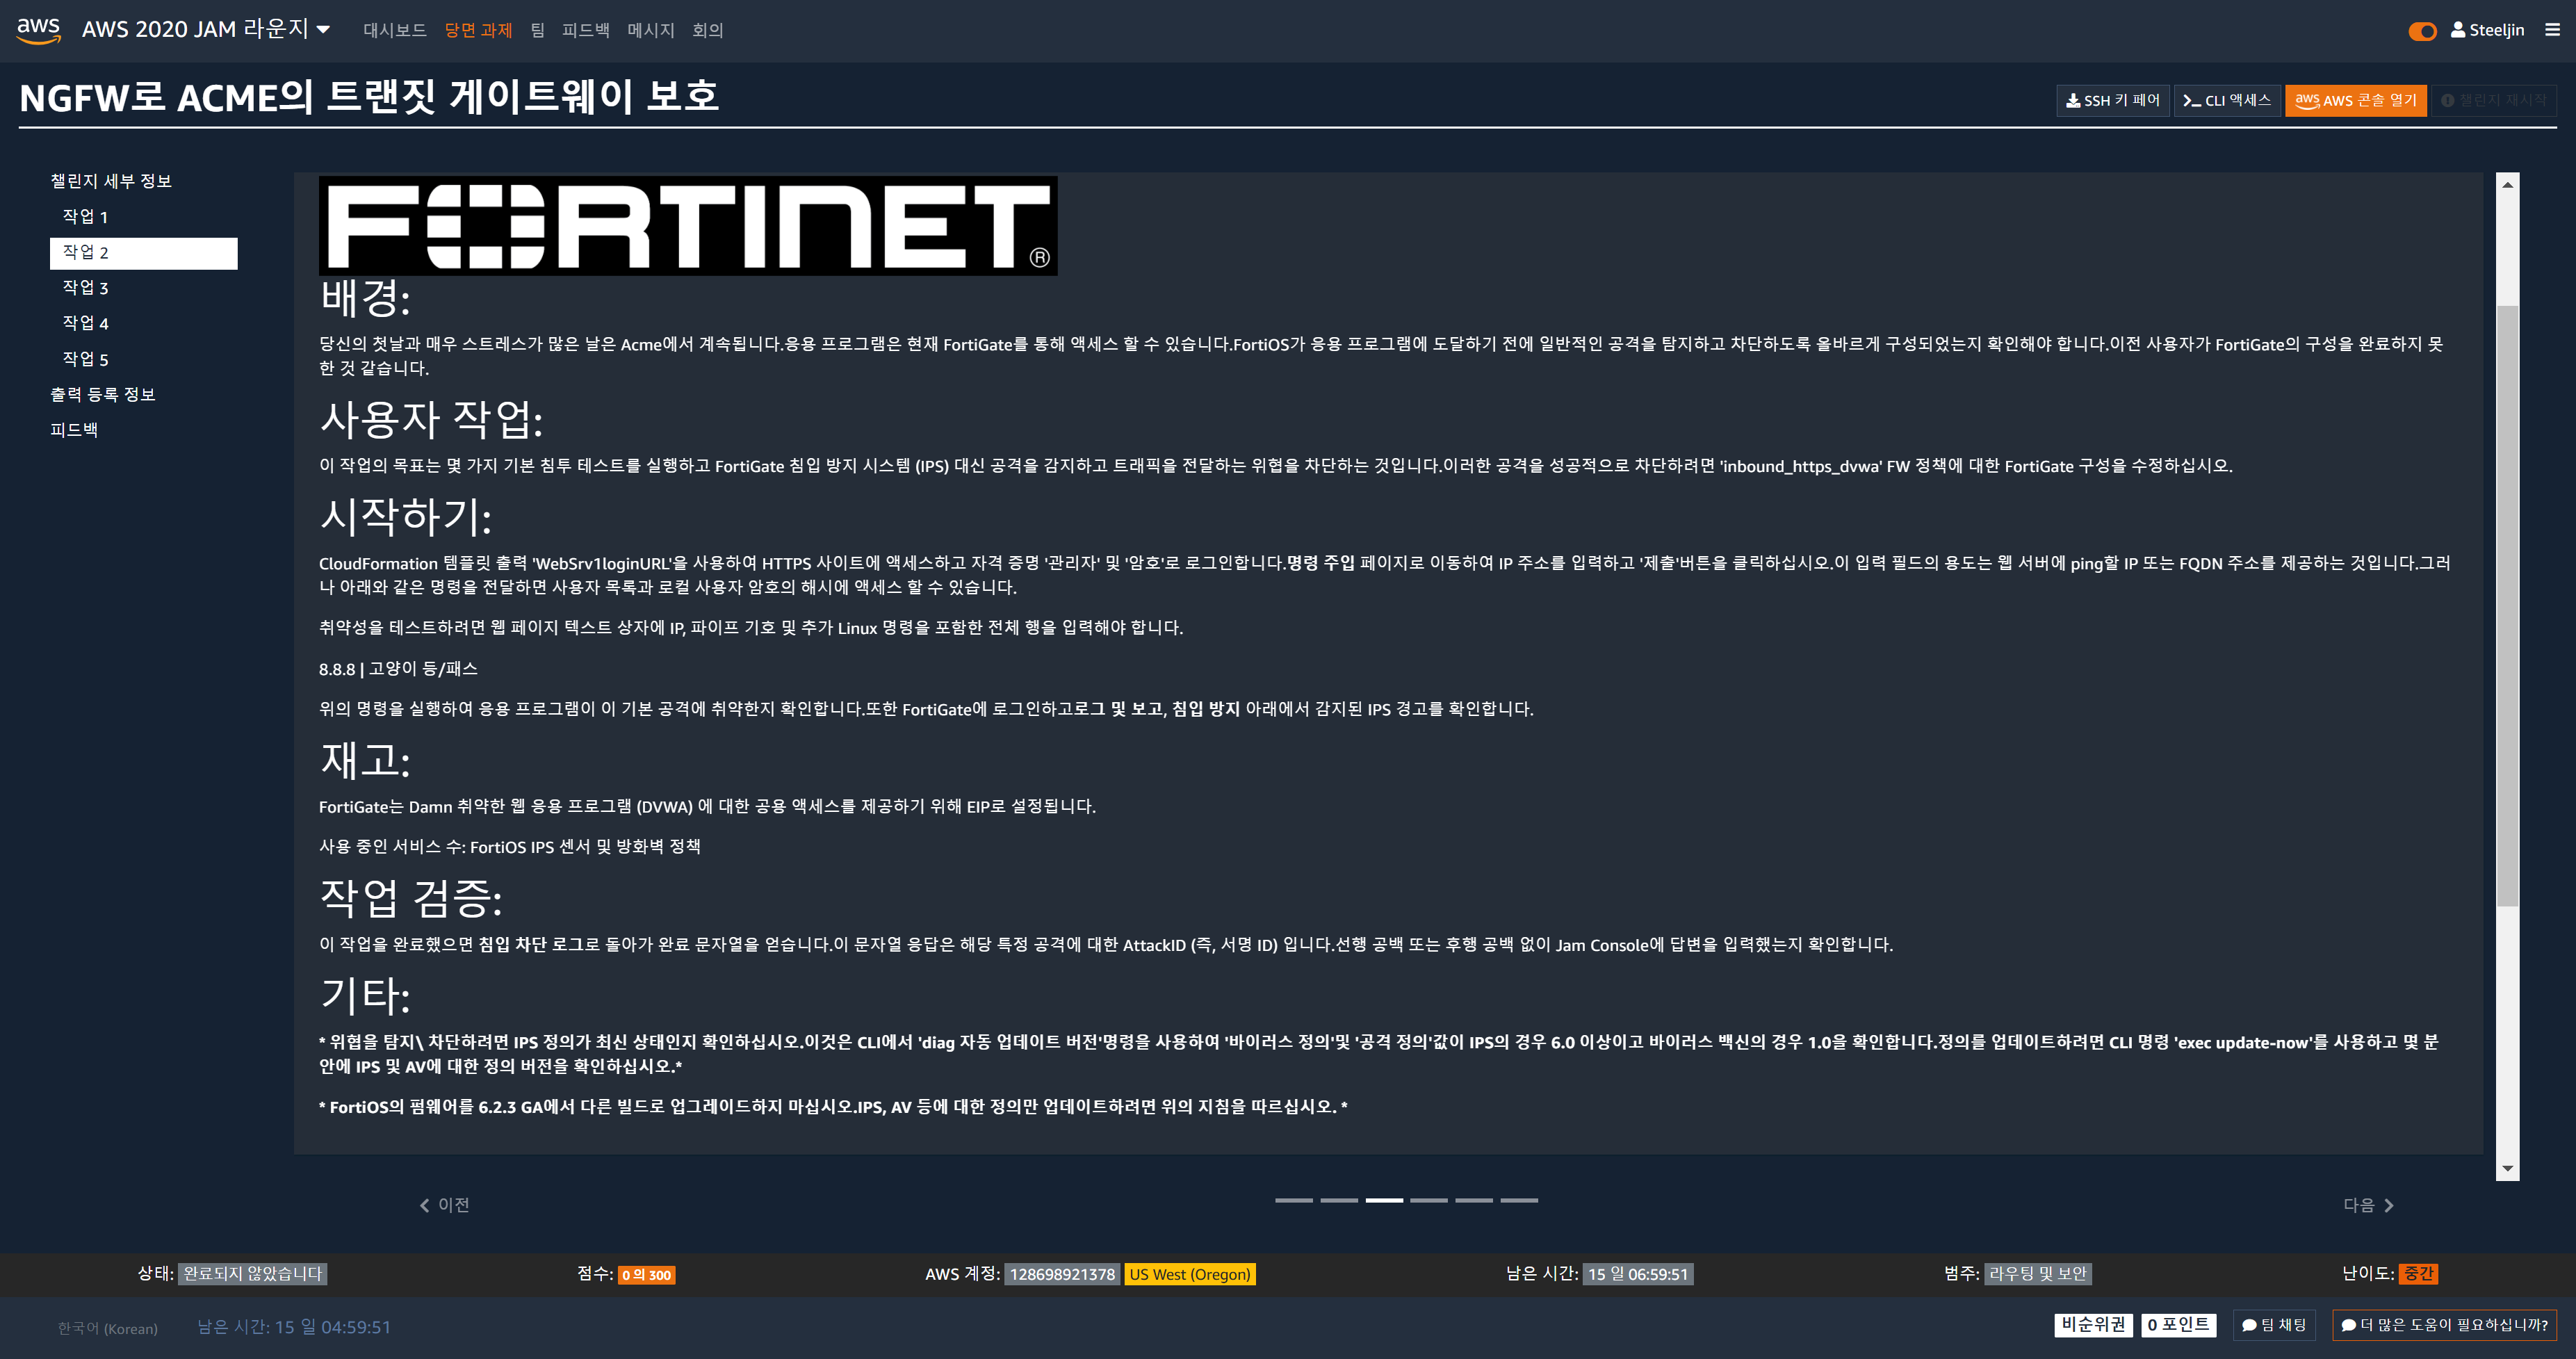 aws AWS 2020 JAM 라운지 대시보드 당면 과제 팀 피드백 메시지 회의 Steeljin
NGFW로 ACME의 트랜짓 게이트웨이 보호
SSH 키 페어 CLI 액세스 aws AWS 콘솔 열기 챌린지 재시작
챌린지 세부 정보
작업 1
작업 2
작업 3
작업 4
작업 5
출력 등록 정보
피드백
FORTINET®
배경:
당신의 첫날과 매우 스트레스가 많은 날은 Acme에서 계속됩니다.응용 프로그램은 현재 FortiGate를 통해 액세스 할 수 있습니다.FortiOS가 응용 프로그램에 도달하기 전에 일반적인 공격을 탐지하고 차단하도록 올바르게 구성되었는지 확인해야 합니다.이전 사용자가 FortiGate의 구성을 완료하지 못
한 것 같습니다.
사용자 작업:
이 작업의 목표는 몇 가지 기본 침투 테스트를 실행하고 FortiGate 침입 방지 시스템 (IPS) 대신 공격을 감지하고 트래픽을 전달하는 위협을 차단하는 것입니다.이러한 공격을 성공적으로 차단하려면 'inbound_https_dvwa' FW 정책에 대한 FortiGate 구성을 수정하십시오.
시작하기:
CloudFormation 템플릿 출력 'WebSrv1loginURL'을 사용하여 HTTPS 사이트에 액세스하고 자격 증명 '관리자' 및 '암호'로 로그인합니다.명령 주입 페이지로 이동하여 IP 주소를 입력하고 '제출'버튼을 클릭하십시오.이 입력 필드의 용도는 웹 서버에 ping할 IP 또는 FQDN 주소를 제공하는 것입니다.그러
나 아래와 같은 명령을 전달하면 사용자 목록과 로컬 사용자 암호의 해시에 액세스 할 수 있습니다.
취약성을 테스트하려면 웹 페이지 텍스트 상자에 IP, 파이프 기호 및 추가 Linux 명령을 포함한 전체 행을 입력해야 합니다.
8.8.8 | 고양이 등/패스
위의 명령을 실행하여 응용 프로그램이 이 기본 공격에 취약한지 확인합니다.또한 FortiGate에 로그인하고로그 및 보고, 침입 방지 아래에서 감지된 IPS 경고를 확인합니다.
재고:
FortiGate는 Damn 취약한 웹 응용 프로그램 (DVWA) 에 대한 공용 액세스를 제공하기 위해 EIP로 설정됩니다.
사용 중인 서비스 수: FortiOS IPS 센서 및 방화벽 정책
작업 검증:
이 작업을 완료했으면 침입 차단 로그로 돌아가 완료 문자열을 얻습니다.이 문자열 응답은 해당 특정 공격에 대한 AttackID (즉, 서명 ID) 입니다.선행 공백 또는 후행 공백 없이 Jam Console에 답변을 입력했는지 확인합니다.
기타:
* 위협을 탐지\ 차단하려면 IPS 정의가 최신 상태인지 확인하십시오.이것은 CLI에서 'diag 자동 업데이트 버전'명령을 사용하여 '바이러스 정의'및 '공격 정의'값이 IPS의 경우 6.0 이상이고 바이러스 백신의 경우 1.0을 확인합니다.정의를 업데이트하려면 CLI 명령 'exec update-now'를 사용하고 몇 분
안에 IPS 및 AV에 대한 정의 버전을 확인하십시오.*
* FortiOS의 펌웨어를 6.2.3 GA에서 다른 빌드로 업그레이드하지 마십시오.IPS, AV 등에 대한 정의만 업데이트하려면 위의 지침을 따르십시오. *
이전 다음
상태: 완료되지 않았습니다 점수: 0 의 300 AWS 계정: 128698921378 US West (Oregon) 남은 시간: 15 일 06:59:51 범주: 라우팅 및 보안 난이도: 중간
한국어 (Korean) 남은 시간: 15 일 04:59:51 비순위권 0 포인트 팀 채팅 더 많은 도움이 필요하십니까?